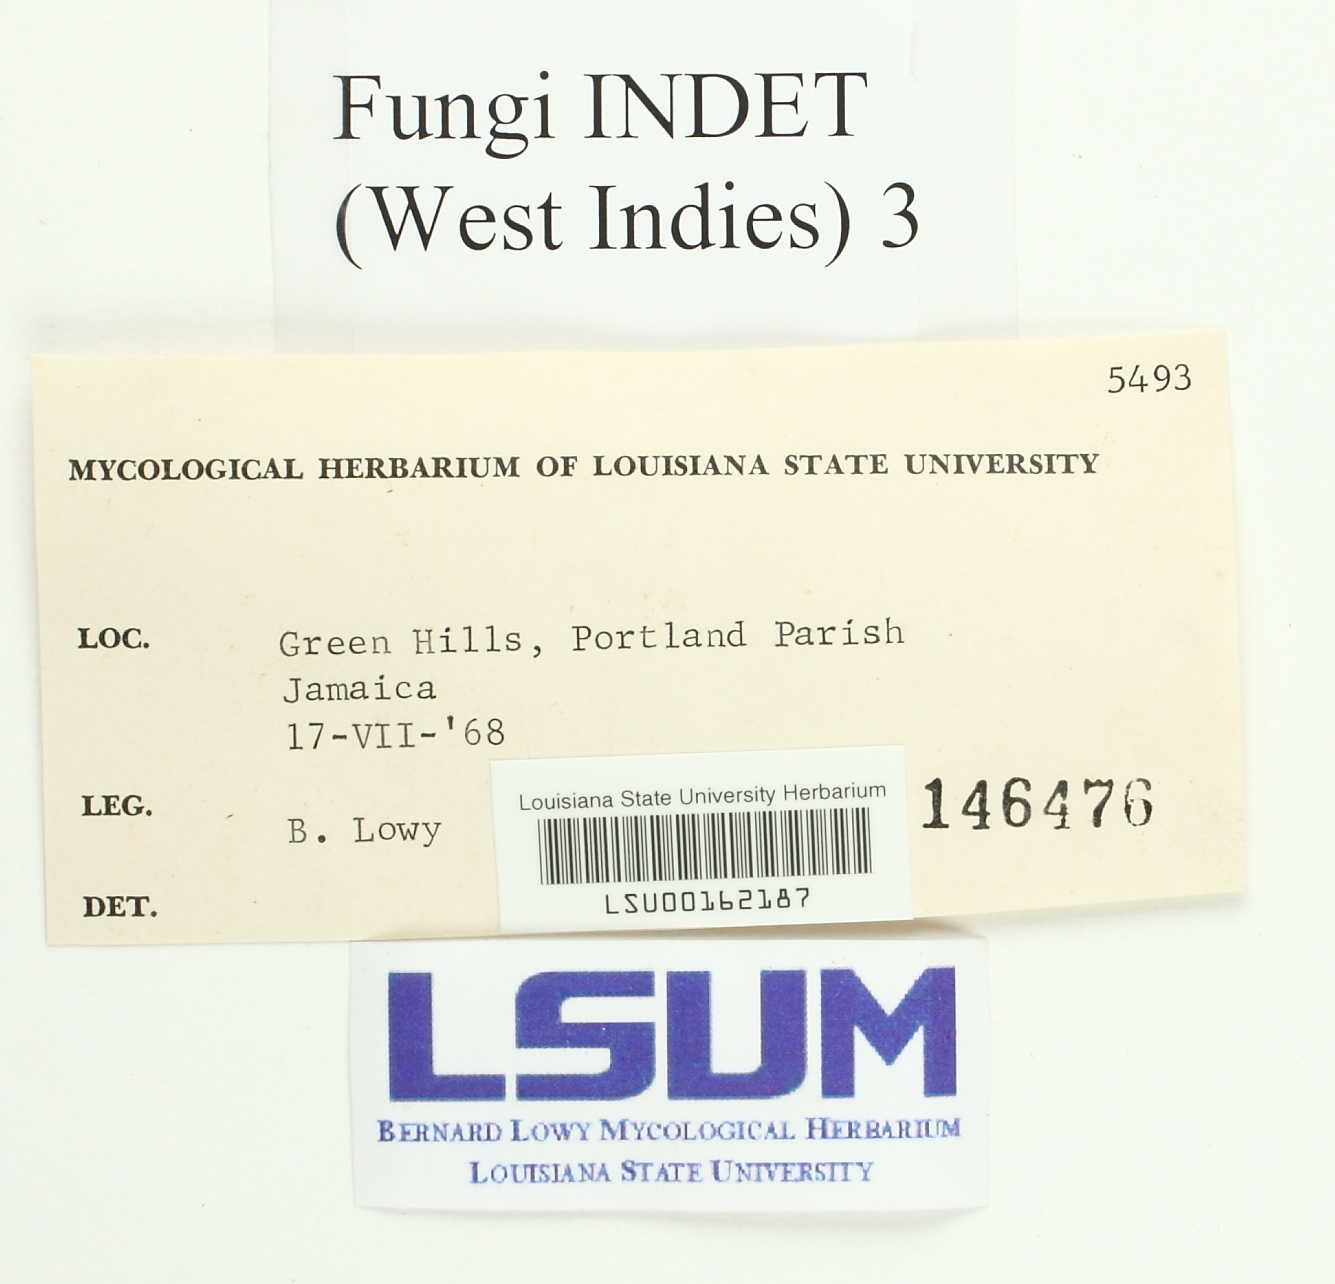 Fungi INDET
(West Indies) 3
5493
MYCOLOGICAL HERBARIUM OF LOUISIANA STATE UNIVERSITY
LOC. Green Hills, Portland Parish
Jamaica
17-VII-'68
LEG. B. Lowy
Louisiana State University Herbarium
LSU00162187
146476
DET.
LSUM
BERNARD LOWY MYCOLOGICAL HERBARIUM
LOUISIANA STATE UNIVERSITY